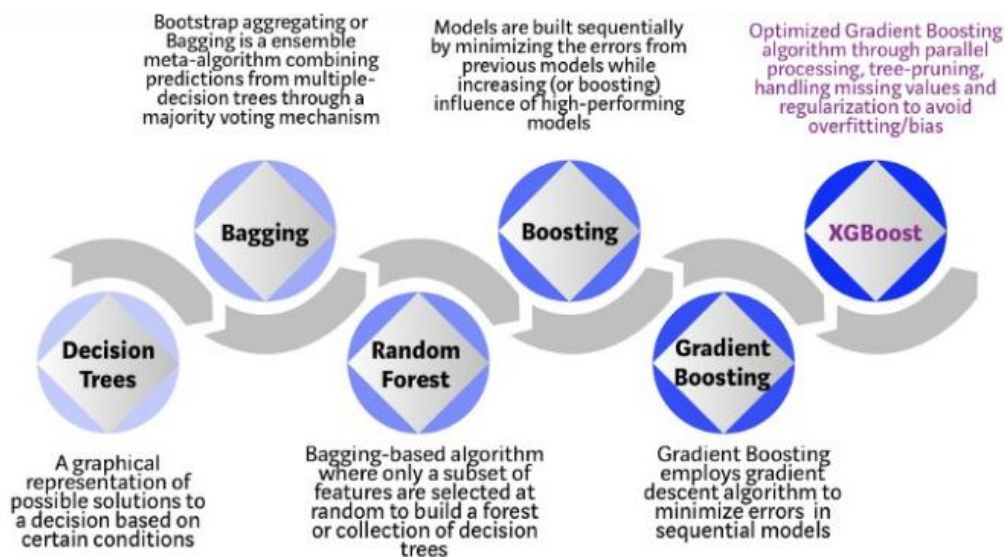 Bootstrap aggregating or
Bagging is a ensemble
meta-algorithm combining
predictions from multiple-
decision trees through a
majority voting mechanism
Models are built sequentially
by minimizing the errors from
previous models while
increasing (or boosting)
influence of high-performing
models
Optimized Gradient Boosting
algorithm through parallel
processing, tree-pruning,
handling missing values and
regularization to avoid
overfitting/bias
Bagging
Boosting
XGBoost
Decision
Trees
Random
Forest
Gradient
Boosting
A graphical
representation of
possible solutions to
a decision based on
certain conditions
Bagging-based algorithm
where only a subset of
features are selected at
random to build a forest
or collection of decision
trees
Gradient Boosting
employs gradient
descent algorithm to
minimize errors in
sequential models